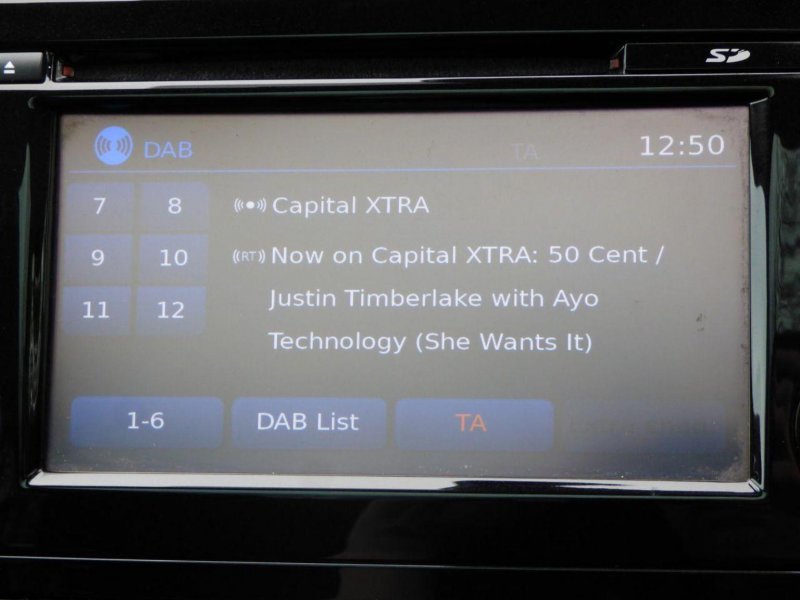 SD
DAB
TA
12:50
7 8
9 10
11 12
Capital XTRA
(RT) Now on Capital XTRA: 50 Cent /
Justin Timberlake with Ayo
Technology (She Wants It)
1-6
DAB List
TA